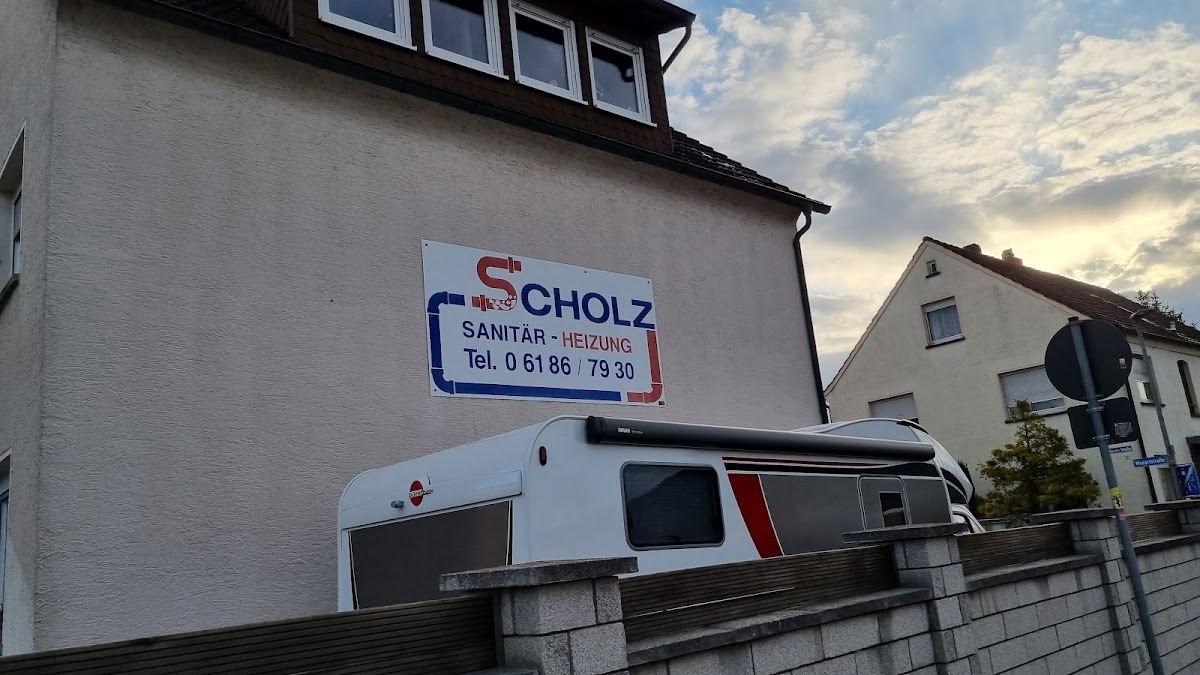 SCHOLZ
SANITÄR - HEIZUNG
Tel. 0 61 86 / 79 30